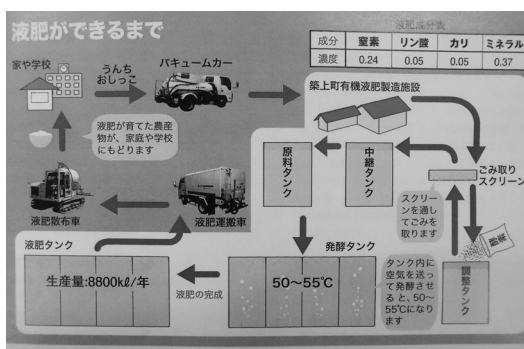 液肥ができるまで
液肥成分表
成分 窒素 リン酸 カリ ミネラル
濃度 0.24 0.05 0.05 0.37
家や学校
うんち
おしっこ
バキュームカー
築上町有機液肥製造施設
液肥が育てた農産
物が、家庭や学校
にもどります
原料タンク
中継タンク
ごみ取り
スクリーン
スクリー
ンを通し
てごみを
取ります
液肥散布車
液肥運搬車
酵素
調整タンク
液肥タンク
生産量:8800kℓ/年
液肥の完成
発酵タンク
50〜55℃
タンク内に
空気を送っ
て発酵させ
ると、50〜
55℃になり
ます